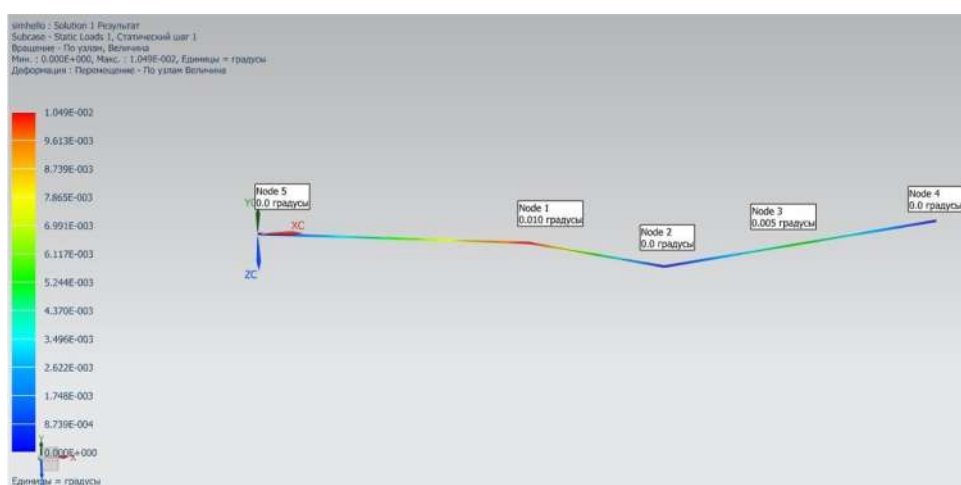 simhello : Solution 1 Результат
Subcase - Static Loads 1, Статический шаг 1
Вращение - По узлам, Величина
Мин. : 0.000E+000, Макс. : 1.049E-002, Единицы = градусы
Деформация : Перемещение - По узлам Величина
1.049E-002
9.613E-003
8.739E-003
7.865E-003
6.991E-003
6.117E-003
5.244E-003
4.370E-003
3.496E-003
2.622E-003
1.748E-003
8.739E-004
0.000E+000
Единицы = градусы
Node 5
0.0 градусы
Node 1
0.010 градусы
Node 2
0.0 градусы
Node 3
0.005 градусы
Node 4
0.0 градусы
XC
ZC
Y
X